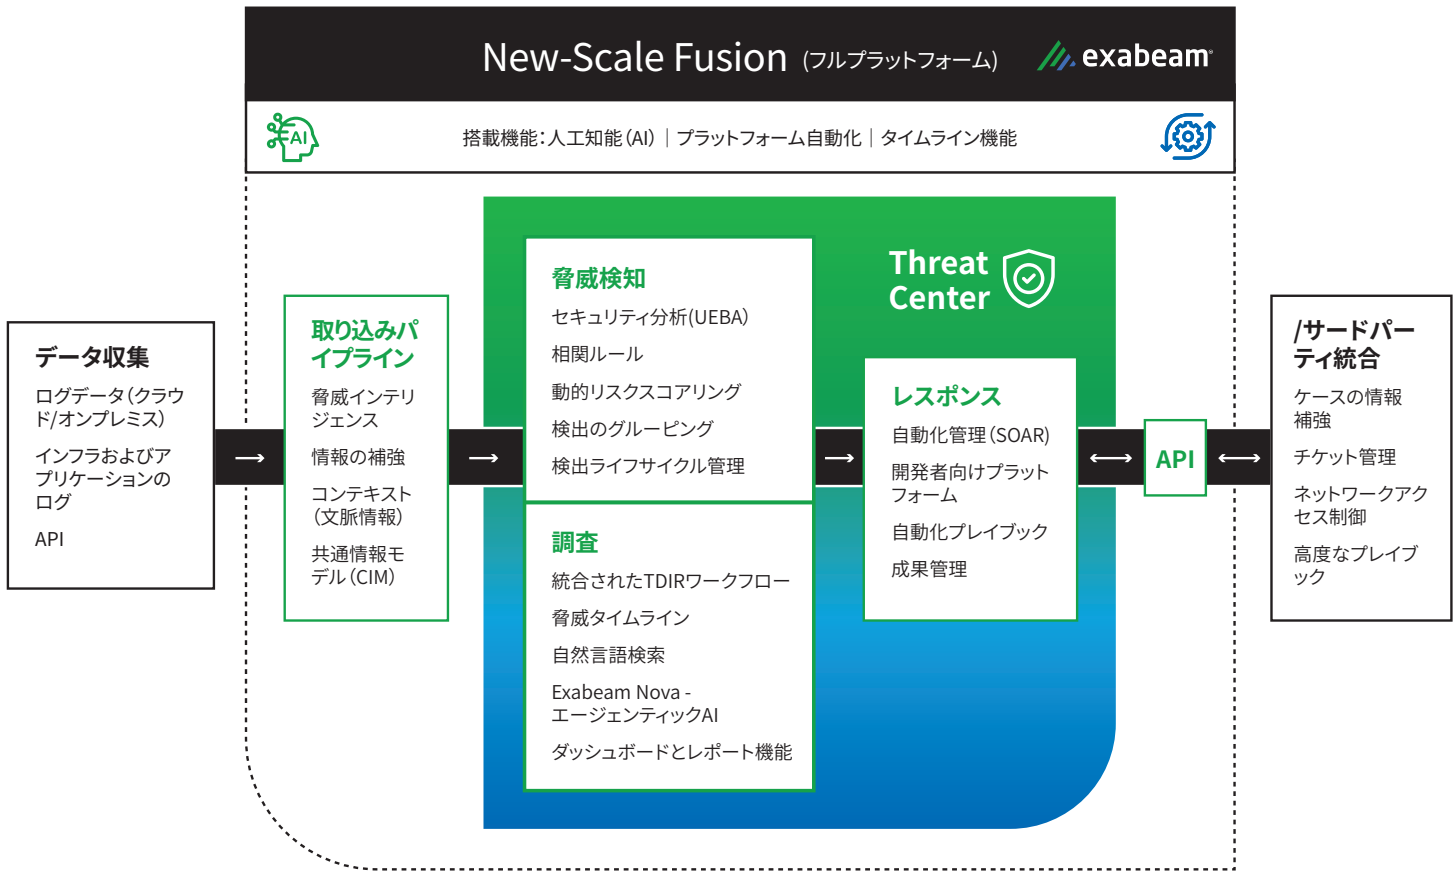 New-Scale Fusion (フルプラットフォーム)
exabeam
AI
搭載機能：人工知能（AI）｜プラットフォーム自動化｜タイムライン機能
データ収集
ログデータ（クラウ
ド/オンプレミス）
インフラおよびア
プリケーションの
ログ
API
→
取り込みパ
イプライン
脅威インテリ
ジェンス
情報の補強
コンテキスト
（文脈情報）
共通情報モ
デル（CIM）
→
脅威検知
セキュリティ分析(UEBA）
相関ルール
動的リスクスコアリング
検出のグルーピング
検出ライフサイクル管理
調査
統合されたTDIRワークフロー
脅威タイムライン
自然言語検索
Exabeam Nova -
エージェンティックAI
ダッシュボードとレポート機能
→
Threat
Center
レスポンス
自動化管理（SOAR)
開発者向けプラット
フォーム
自動化プレイブック
成果管理
↔
API
↔
/サードパー
ティ統合
ケースの情報
補強
チケット管理
ネットワークアク
セス制御
高度なプレイブ
ック